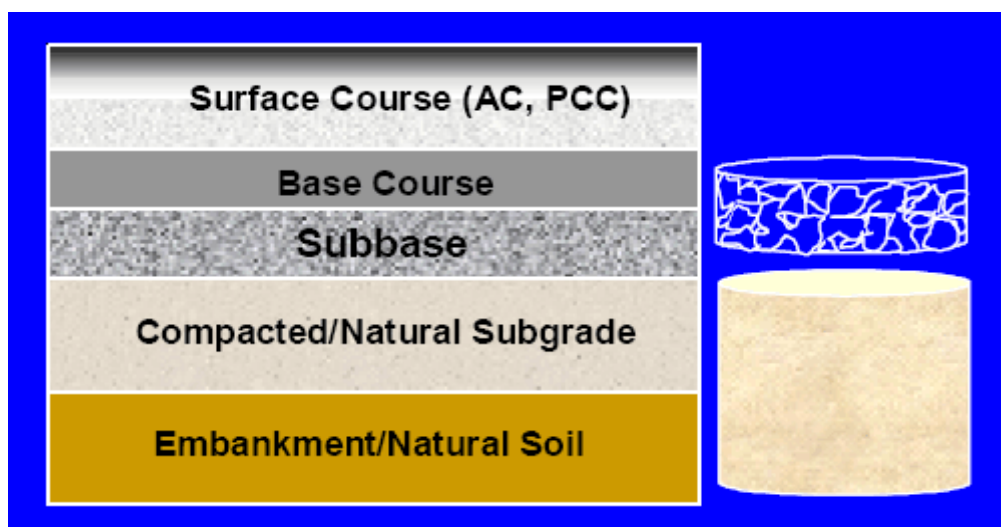 Surface Course (AC, PCC)
Base Course
Subbase
Compacted/Natural Subgrade
Embankment/Natural Soil